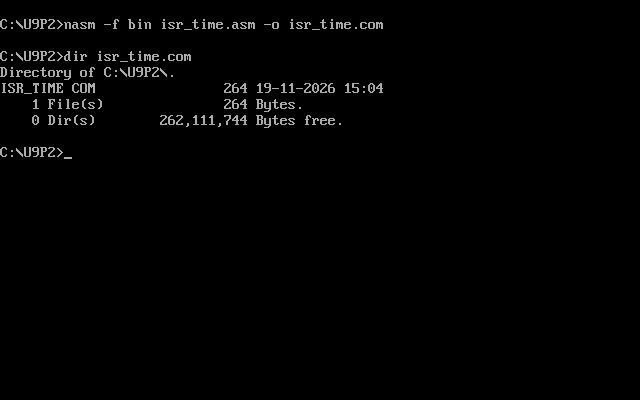 C:\U9P2>nasm -f bin isr_time.asm -o isr_time.com
C:\U9P2>dir isr_time.com
Directory of C:\U9P2\.
ISR_TIME COM                264 19-11-2026 15:04
    1 File(s)               264 Bytes.
    0 Dir(s)        262,111,744 Bytes free.
C:\U9P2>_